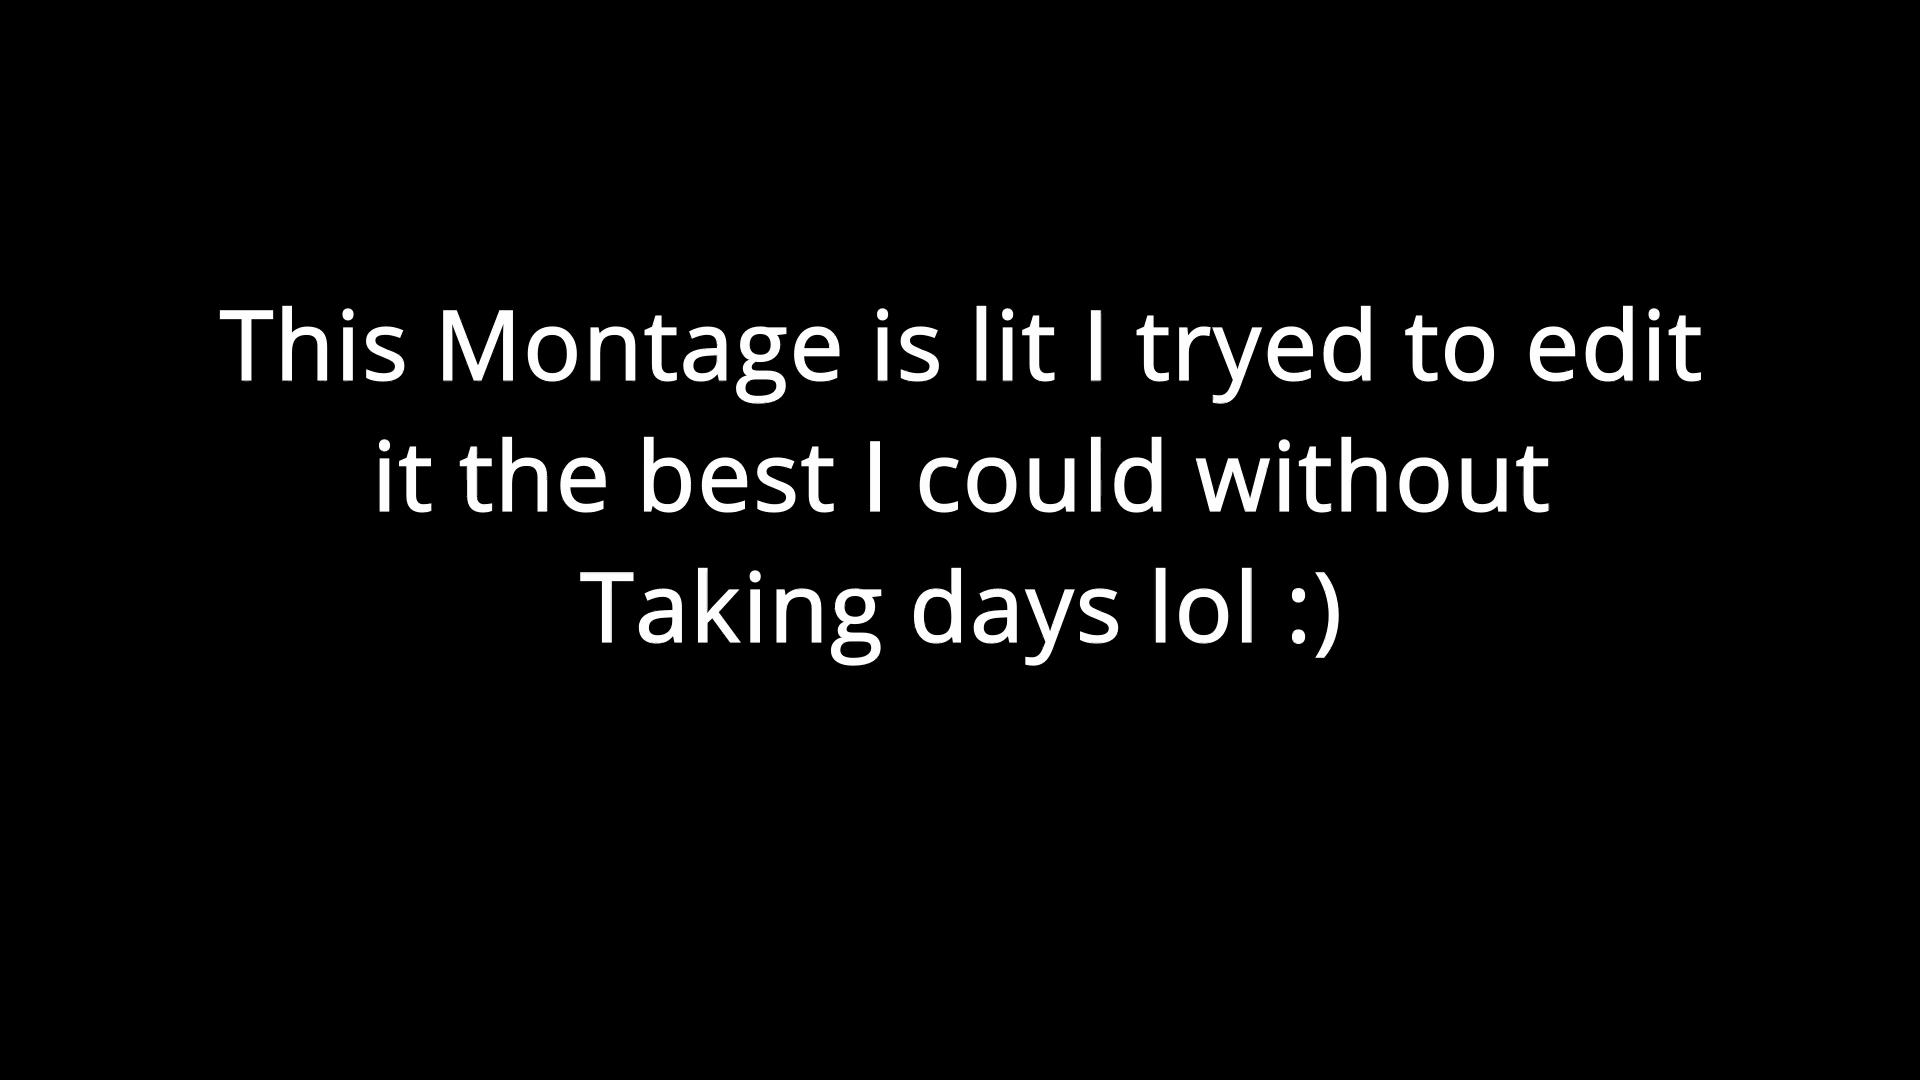 This Montage is lit I tryed to edit
it the best I could without
Taking days lol :)